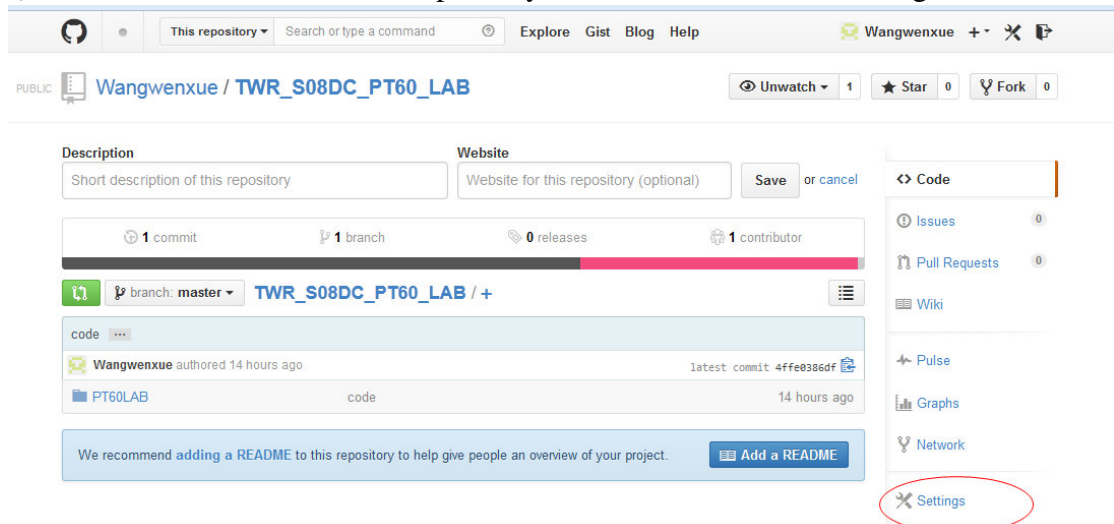 This repository Search or type a command Explore Gist Blog Help Wangwenxue +
PUBLIC Wangwenxue / TWR_S08DC_PT60_LAB Unwatch 1 Star 0 Fork 0
Description Website
Short description of this repository Website for this repository (optional) Save or cancel
<> Code
Issues 0
1 commit 1 branch 0 releases 1 contributor
Pull Requests 0
branch: master TWR_S08DC_PT60_LAB / +
Wiki
code ...
Wangwenxue authored 14 hours ago latest commit 4ffe0386df
Pulse
PT60LAB code 14 hours ago
Graphs
We recommend adding a README to this repository to help give people an overview of your project. Add a README
Network
Settings